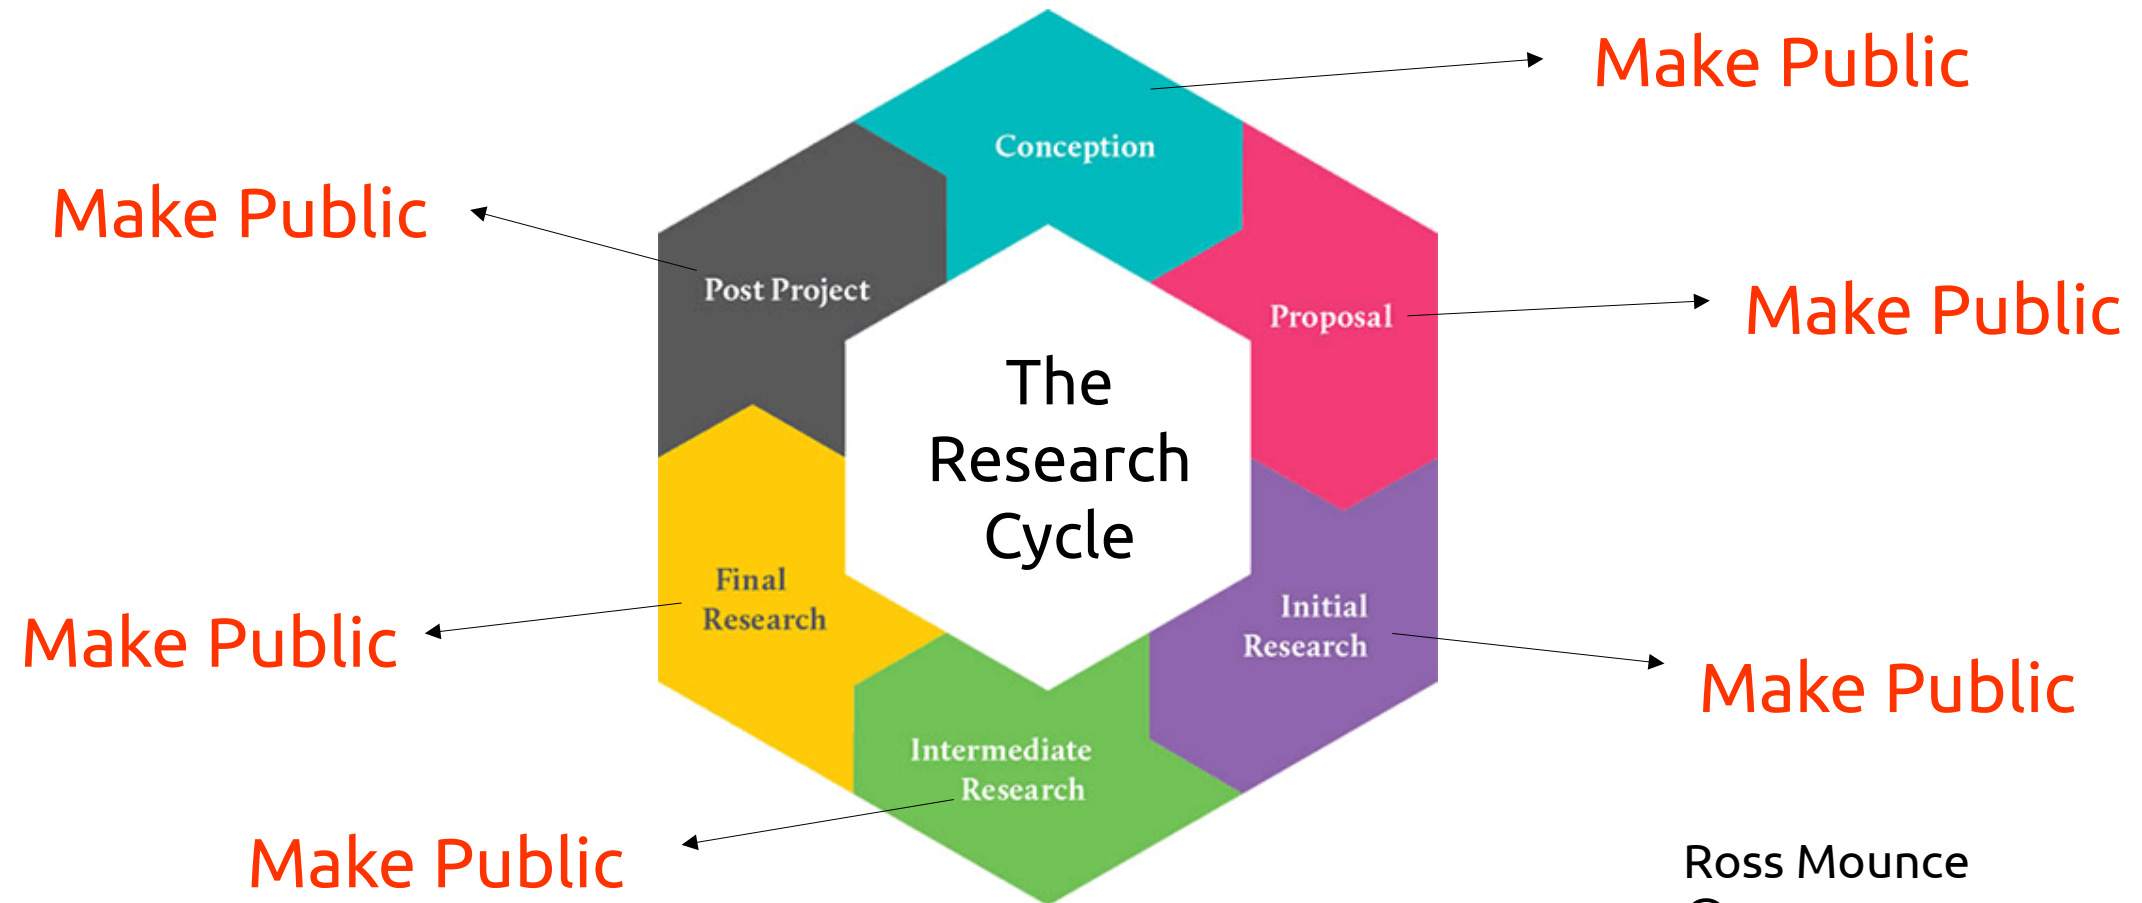 Make Public
Conception
Make Public
Post Project
Make Public
Proposal
The
Research
Cycle
Final
Research
Make Public
Initial
Research
Make Public
Intermediate
Research
Make Public
Ross Mounce